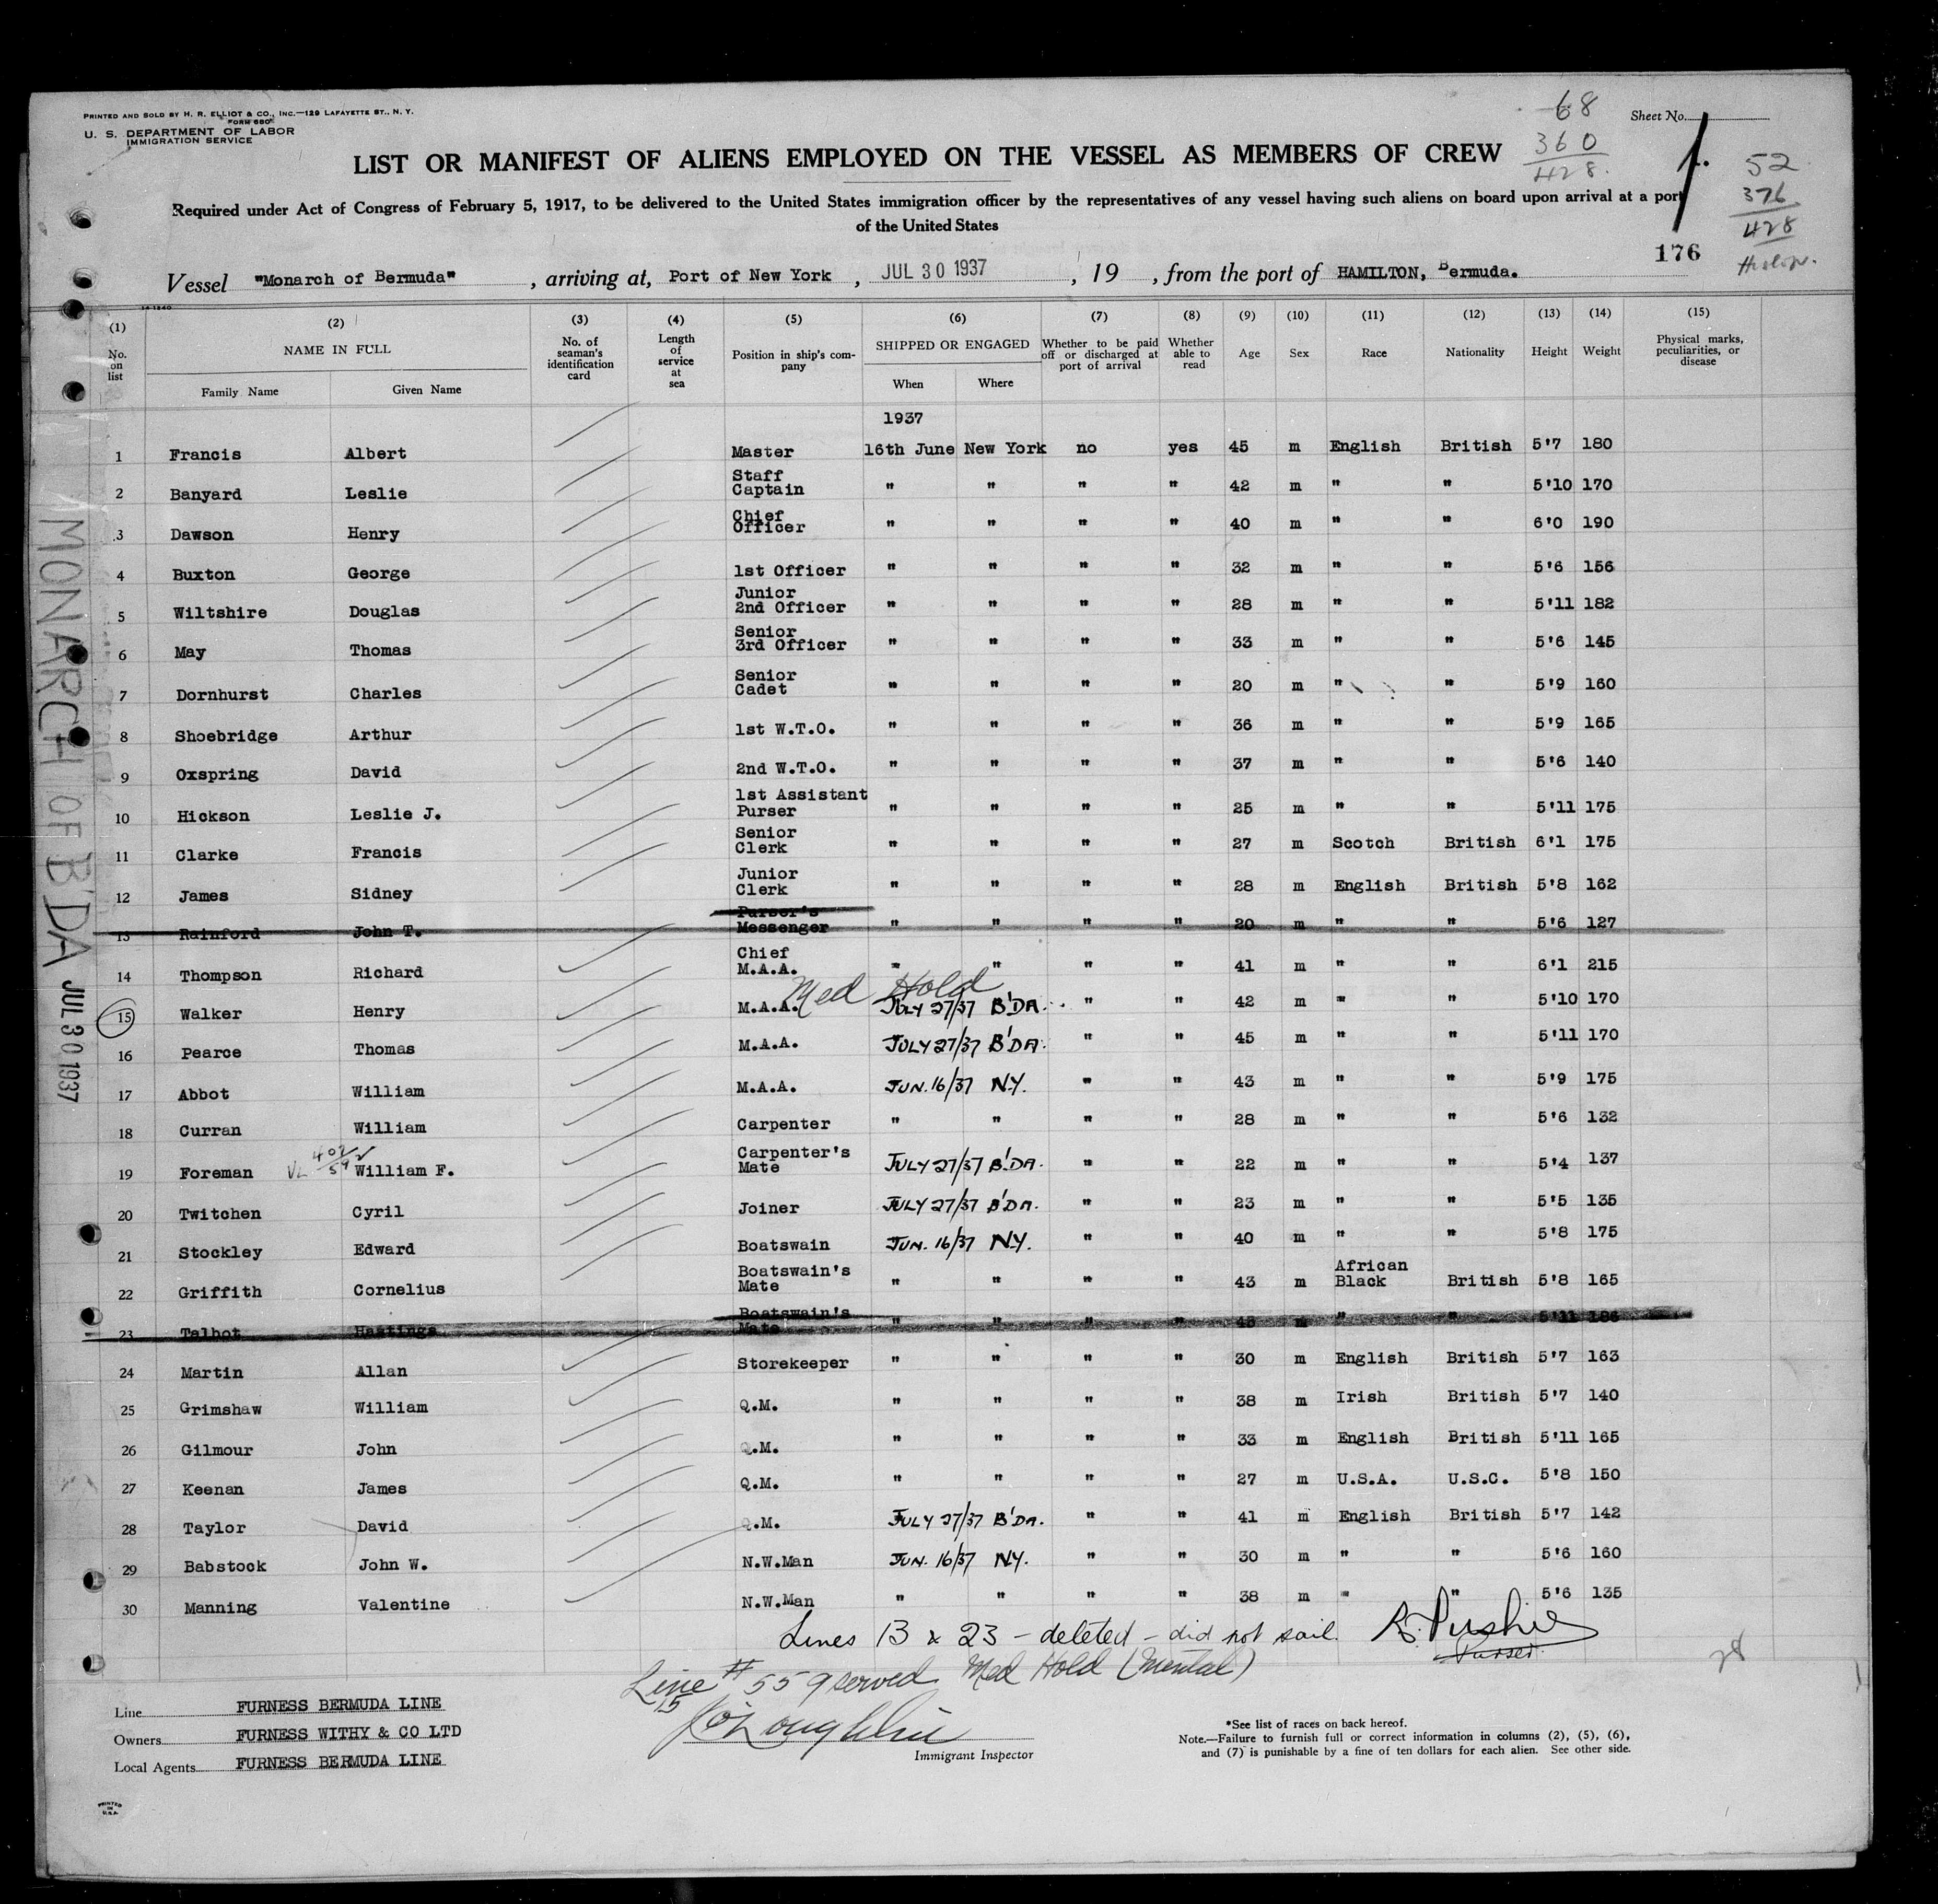 PRINTED AND SOLD BY H. R. ELLIOT & CO., INC.—129 LAFAYETTE ST., N. Y.
FORM 680
U. S. DEPARTMENT OF LABOR
IMMIGRATION SERVICE
Sheet No.
68
360
428.
1.
52
376
428
LIST OR MANIFEST OF ALIENS EMPLOYED ON THE VESSEL AS MEMBERS OF CREW
Required under Act of Congress of February 5, 1917, to be delivered to the United States immigration officer by the representatives of any vessel having such aliens on board upon arrival at a port
of the United States
176
Vessel "Monarch of Bermuda" , arriving at, Port of New York , JUL 30 1937 , 19 , from the port of HAMILTON, Bermuda.
(1) No. on list
(2) NAME IN FULL Family Name Given Name
(3) No. of seaman's identification card
(4) Length of service at sea
(5) Position in ship's company
(6) SHIPPED OR ENGAGED When Where
(7) Whether to be paid off or discharged at port of arrival
(8) Whether able to read
(9) Age
(10) Sex
(11) Race
(12) Nationality
(13) Height
(14) Weight
(15) Physical marks, peculiarities, or disease
1937
1 Francis Albert Master 16th June New York no yes 45 m English British 5'7 180
2 Banyard Leslie Staff Captain " " " " 42 m " " 5'10 170
3 Dawson Henry Chief Officer " " " " 40 m " " 6'0 190
4 Buxton George 1st Officer " " " " 32 m " " 5'6 156
5 Wiltshire Douglas Junior 2nd Officer " " " " 28 m " " 5'11 182
6 May Thomas Senior 3rd Officer " " " " 33 m " " 5'6 145
7 Dornhurst Charles Senior Cadet " " " " 20 m " " 5'9 160
8 Shoebridge Arthur 1st W.T.O. " " " " 36 m " " 5'9 165
9 Oxspring David 2nd W.T.O. " " " " 37 m " " 5'6 140
10 Hickson Leslie J. 1st Assistant Purser " " " " 25 m " " 5'11 175
11 Clarke Francis Senior Clerk " " " " 27 m Scotch British 6'1 175
12 James Sidney Junior Clerk " " " " 28 m English British 5'8 162
13 Rainford John T. Purser's Messenger " " " " 20 m " " 5'6 127
14 Thompson Richard Chief M.A.A. " " " " 41 m " " 6'1 215
Med Hold
15 Walker Henry M.A.A. JULY 27/37 B'DA. " " 42 m " " 5'10 170
16 Pearce Thomas M.A.A. JULY 27/37 B'DA. " " 45 m " " 5'11 170
17 Abbot William M.A.A. JUN. 16/37 N.Y. " " 43 m " " 5'9 175
18 Curran William Carpenter " " " " 28 m " " 5'6 132
19 Foreman William F. Carpenter's Mate JULY 27/37 B'DA. " " 22 m " " 5'4 137
20 Twitchen Cyril Joiner JULY 27/37 B'DA. " " 23 m " " 5'5 135
21 Stockley Edward Boatswain JUN. 16/37 N.Y. " " 40 m " " 5'8 175
22 Griffith Cornelius Boatswain's Mate " " " " 43 m African Black British 5'8 165
23 Talbot Hastings Boatswain's Mate " " " " m " " 5'11 186
24 Martin Allan Storekeeper " " " " 30 m English British 5'7 163
25 Grimshaw William Q.M. " " " " 38 m Irish British 5'7 140
26 Gilmour John Q.M. " " " " 33 m English British 5'11 165
27 Keenan James Q.M. " " " " 27 m U.S.A. U.S.C. 5'8 150
28 Taylor David Q.M. JULY 27/37 B'DA. " " 41 m English British 5'7 142
29 Babstock John W. N.W.Man JUN. 16/37 N.Y. " " 30 m " " 5'6 160
30 Manning Valentine N.W.Man " " " " 38 m " " 5'6 135
Lines 13 & 23 – deleted – did not sail.
Purser
Line # 15 559 served Med Hold (Mental)
28
Line FURNESS BERMUDA LINE
Owners FURNESS WITHY & CO LTD
Local Agents FURNESS BERMUDA LINE
J O'Loughlin
Immigrant Inspector
*See list of races on back hereof.
Note.—Failure to furnish full or correct information in columns (2), (5), (6),
and (7) is punishable by a fine of ten dollars for each alien. See other side.
PRINTED IN U.S.A.
MONARCH OF B'DA JUL 30 1937